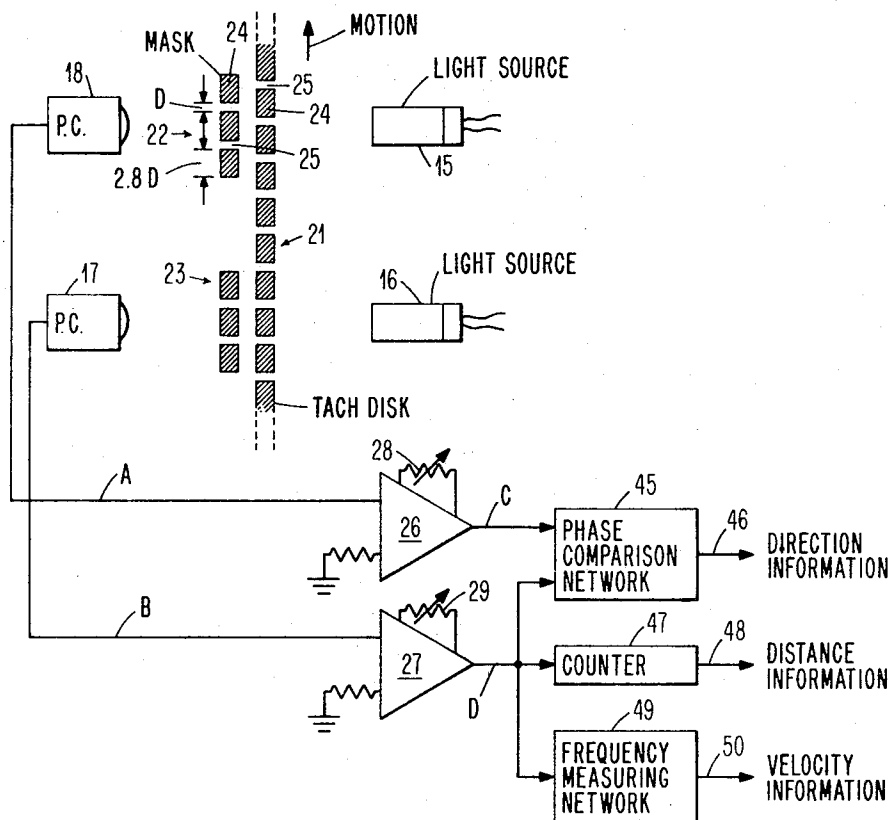 MASK
24
MOTION
18
D
P.C.
22
25
2.8 D
25
24
LIGHT SOURCE
15
21
17
P.C.
23
16
LIGHT SOURCE
TACH DISK
A
28
26
C
45
PHASE
COMPARISON
NETWORK
46
DIRECTION
INFORMATION
B
29
27
D
47
COUNTER
48
DISTANCE
INFORMATION
49
FREQUENCY
MEASURING
NETWORK
50
VELOCITY
INFORMATION